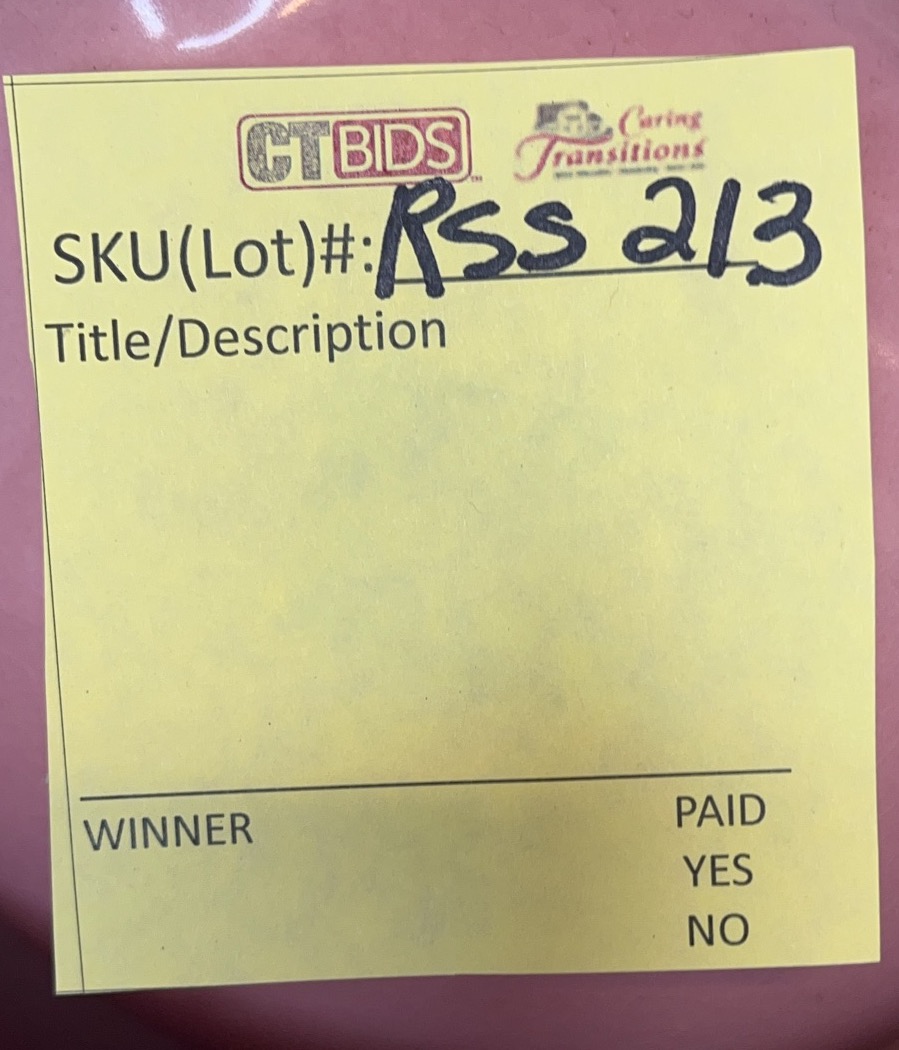 CTBIDS
Caring
Transitions
SKU(Lot)#: RSS 213
Title/Description
WINNER
PAID
YES
NO